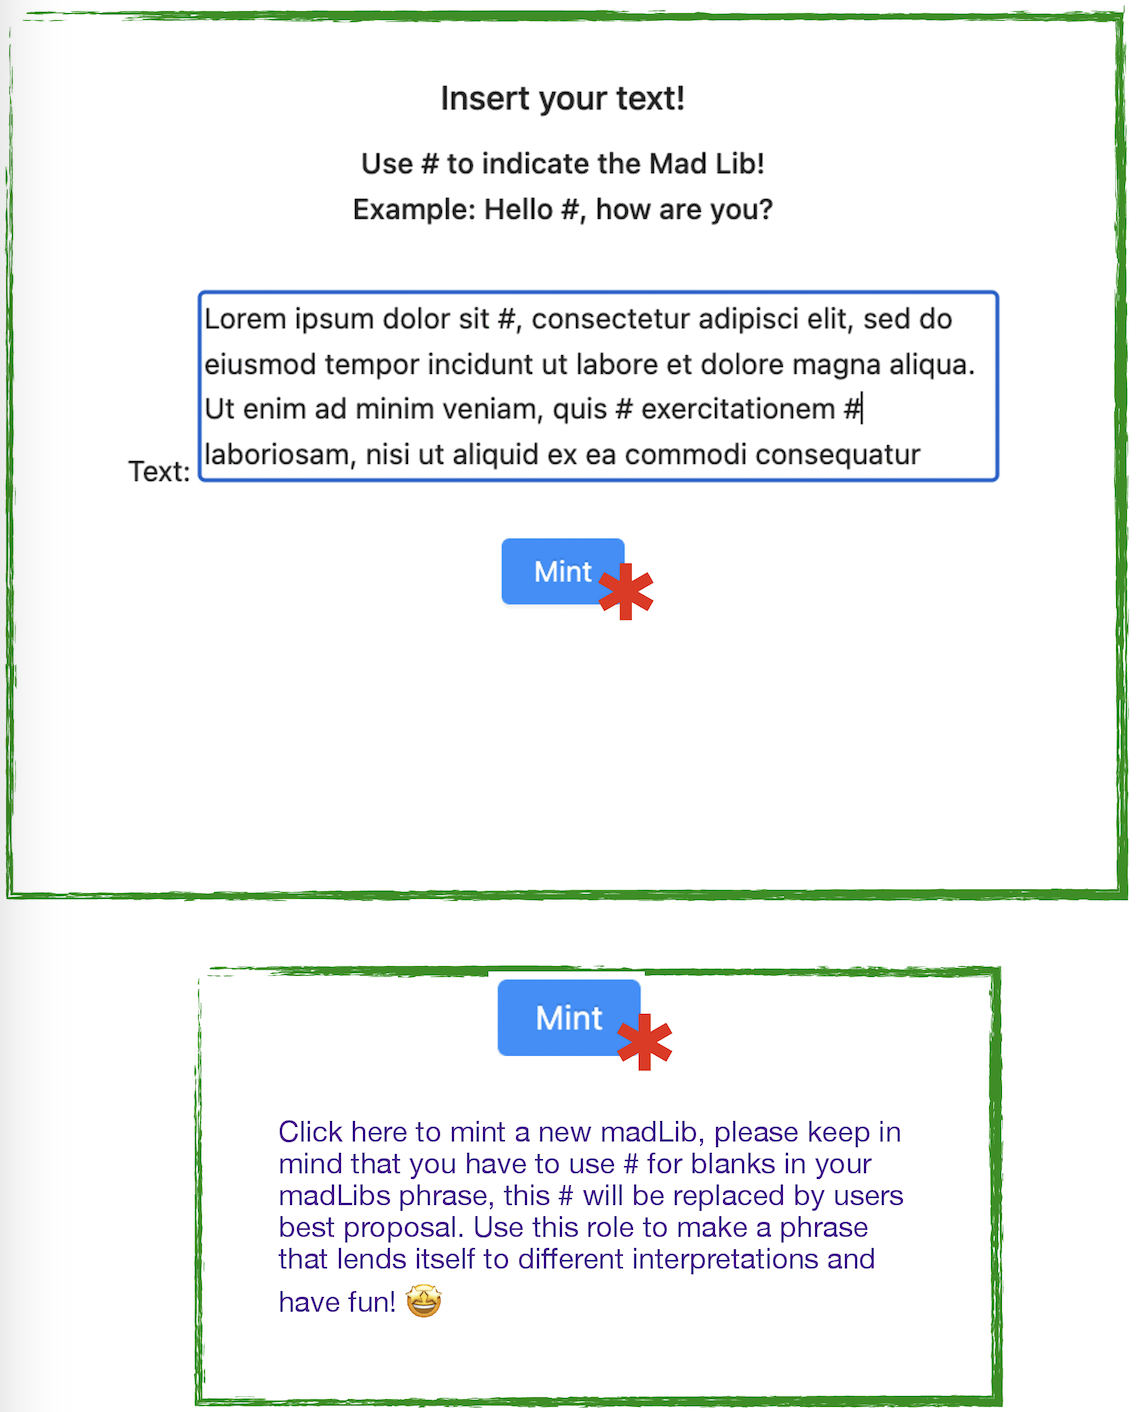 Insert your text!
Use # to indicate the Mad Lib!
Example: Hello #, how are you?
Lorem ipsum dolor sit #, consectetur adipisci elit, sed do
eiusmod tempor incidunt ut labore et dolore magna aliqua.
Ut enim ad minim veniam, quis # exercitationem #
laboriosam, nisi ut aliquid ex ea commodi consequatur
Text:
Mint
Mint
Click here to mint a new madLib, please keep in
mind that you have to use # for blanks in your
madLibs phrase, this # will be replaced by users
best proposal. Use this role to make a phrase
that lends itself to different interpretations and
have fun! 🤩